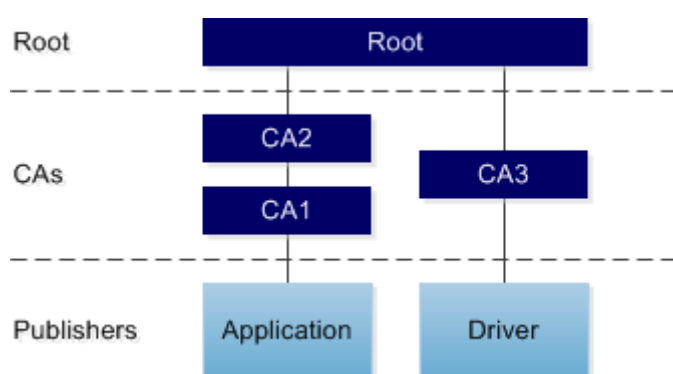 Root
Root
CA2
CAs
CA3
CA1
Publishers
Application
Driver